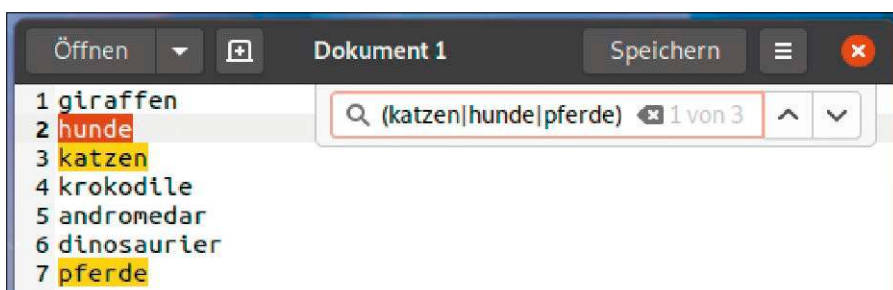 Öffnen Dokument 1 Speichern
(katzen|hunde|pferde) 1 von 3
1 giraffen
2 hunde
3 katzen
4 krokodile
5 andromedar
6 dinosaurier
7 pferde